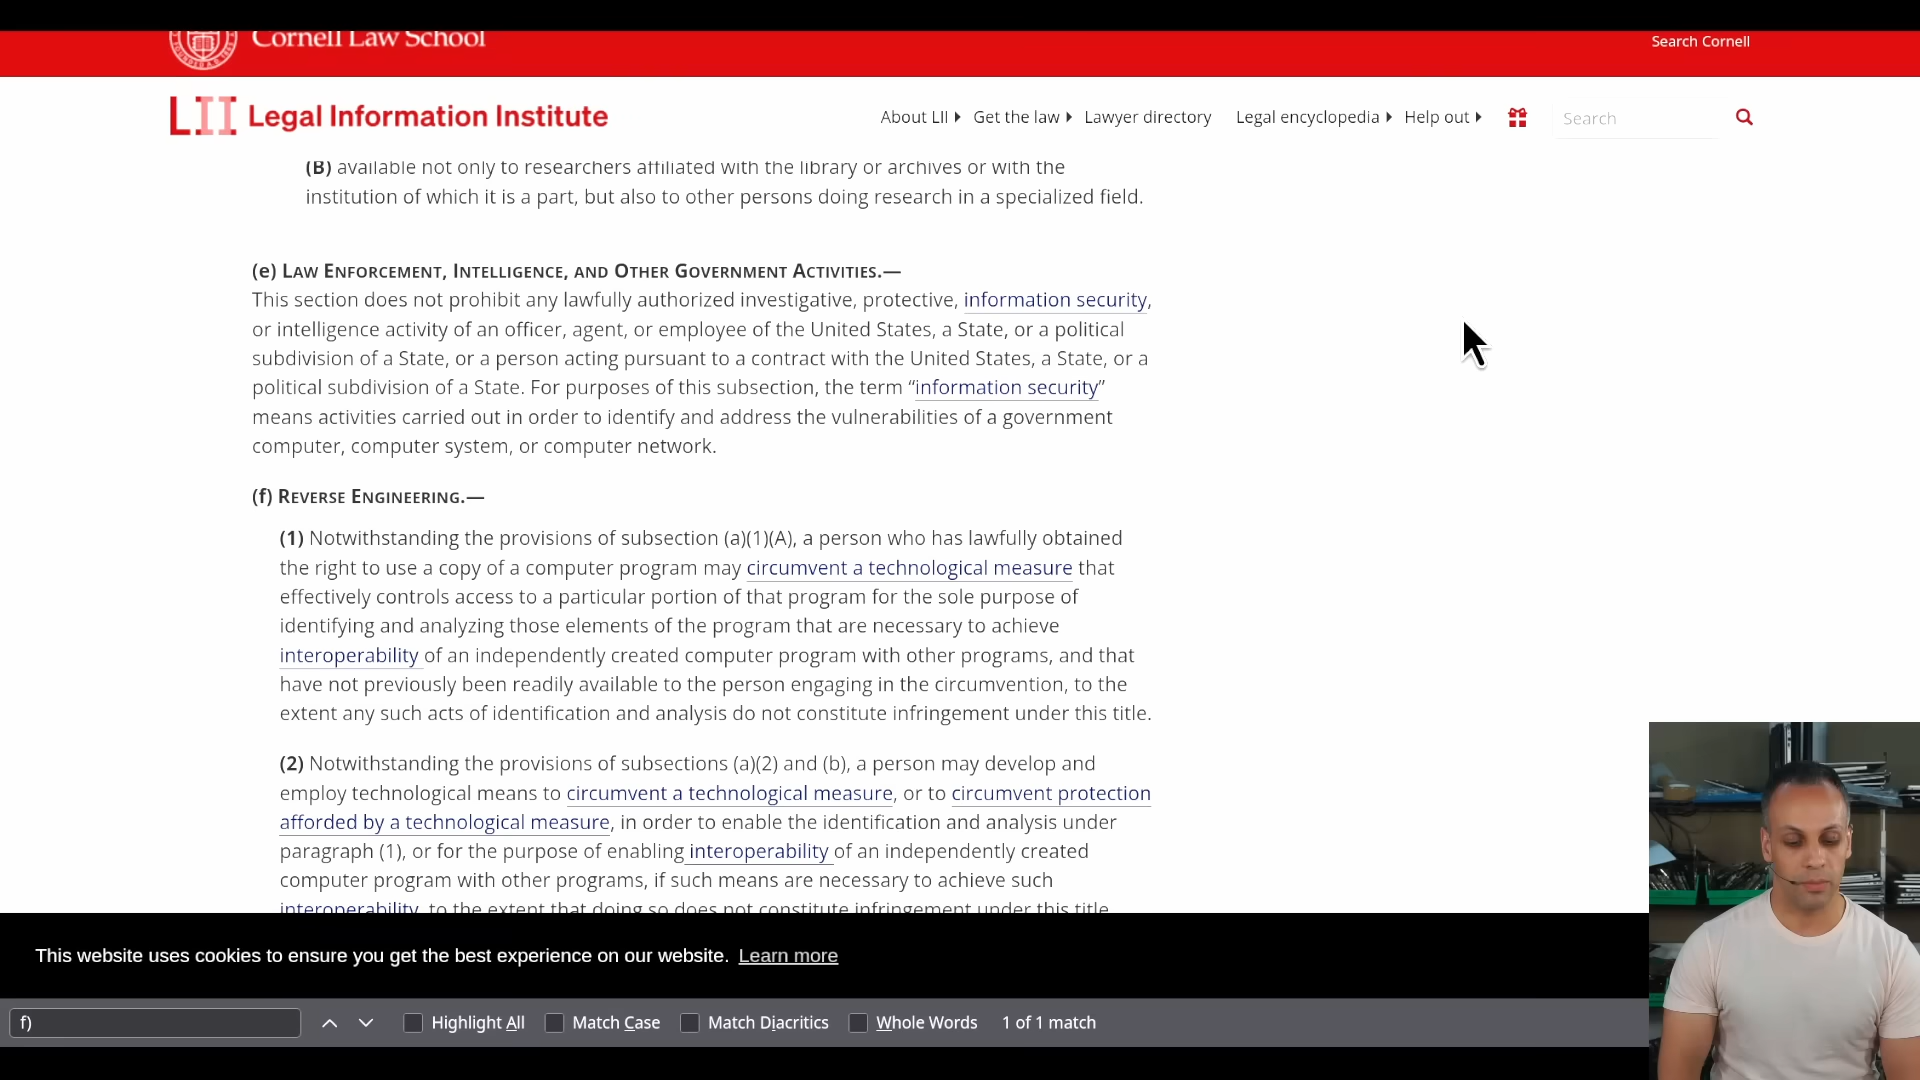 Cornell Law School
Search Cornell
LII Legal Information Institute
About LII Get the law Lawyer directory Legal encyclopedia Help out Search
(B) available not only to researchers affiliated with the library or archives or with the
institution of which it is a part, but also to other persons doing research in a specialized field.
(e) Law Enforcement, Intelligence, and Other Government Activities.—
This section does not prohibit any lawfully authorized investigative, protective, information security,
or intelligence activity of an officer, agent, or employee of the United States, a State, or a political
subdivision of a State, or a person acting pursuant to a contract with the United States, a State, or a
political subdivision of a State. For purposes of this subsection, the term “information security”
means activities carried out in order to identify and address the vulnerabilities of a government
computer, computer system, or computer network.
(f) Reverse Engineering.—
(1) Notwithstanding the provisions of subsection (a)(1)(A), a person who has lawfully obtained
the right to use a copy of a computer program may circumvent a technological measure that
effectively controls access to a particular portion of that program for the sole purpose of
identifying and analyzing those elements of the program that are necessary to achieve
interoperability of an independently created computer program with other programs, and that
have not previously been readily available to the person engaging in the circumvention, to the
extent any such acts of identification and analysis do not constitute infringement under this title.
(2) Notwithstanding the provisions of subsections (a)(2) and (b), a person may develop and
employ technological means to circumvent a technological measure, or to circumvent protection
afforded by a technological measure, in order to enable the identification and analysis under
paragraph (1), or for the purpose of enabling interoperability of an independently created
computer program with other programs, if such means are necessary to achieve such
interoperability, to the extent that doing so does not constitute infringement under this title.
This website uses cookies to ensure you get the best experience on our website. Learn more
f) Highlight All Match Case Match Diacritics Whole Words 1 of 1 match